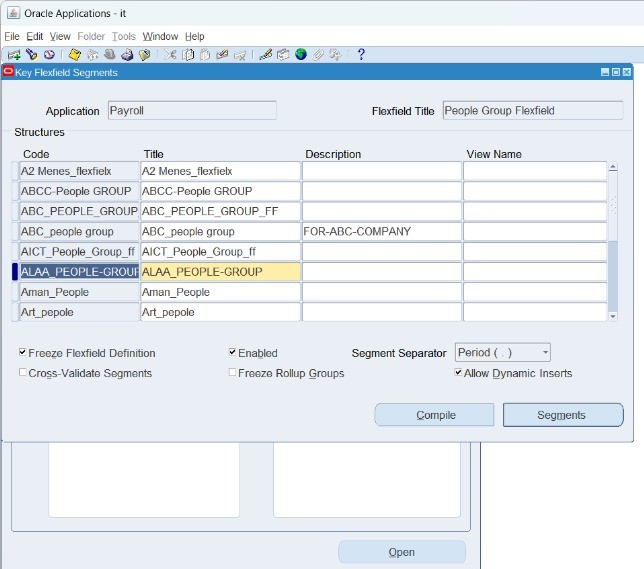 Oracle Applications - it
File Edit View Folder Tools Window Help
Key Flexfield Segments
Application Payroll Flexfield Title People Group Flexfield
Structures
Code Title Description View Name
A2 Menes_flexfielx A2 Menes_flexfielx
ABCC-People GROUP ABCC-People GROUP
ABC_PEOPLE_GROUP ABC_PEOPLE_GROUP_FF
ABC_people group ABC_people group FOR-ABC-COMPANY
AICT_People_Group_ff AICT_People_Group_ff
ALAA_PEOPLE-GROUP ALAA_PEOPLE-GROUP
Aman_People Aman_People
Art_pepole Art_pepole
Freeze Flexfield Definition Enabled Segment Separator Period ( . )
Cross-Validate Segments Freeze Rollup Groups Allow Dynamic Inserts
Compile Segments
Open